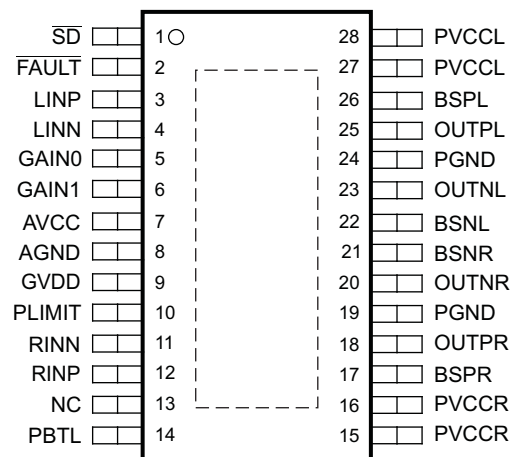 SD 1 28 PVCCL
FAULT 2 27 PVCCL
LINP 3 26 BSPL
LINN 4 25 OUTPL
GAIN0 5 24 PGND
GAIN1 6 23 OUTNL
AVCC 7 22 BSNL
AGND 8 21 BSNR
GVDD 9 20 OUTNR
PLIMIT 10 19 PGND
RINN 11 18 OUTPR
RINP 12 17 BSPR
NC 13 16 PVCCR
PBTL 14 15 PVCCR